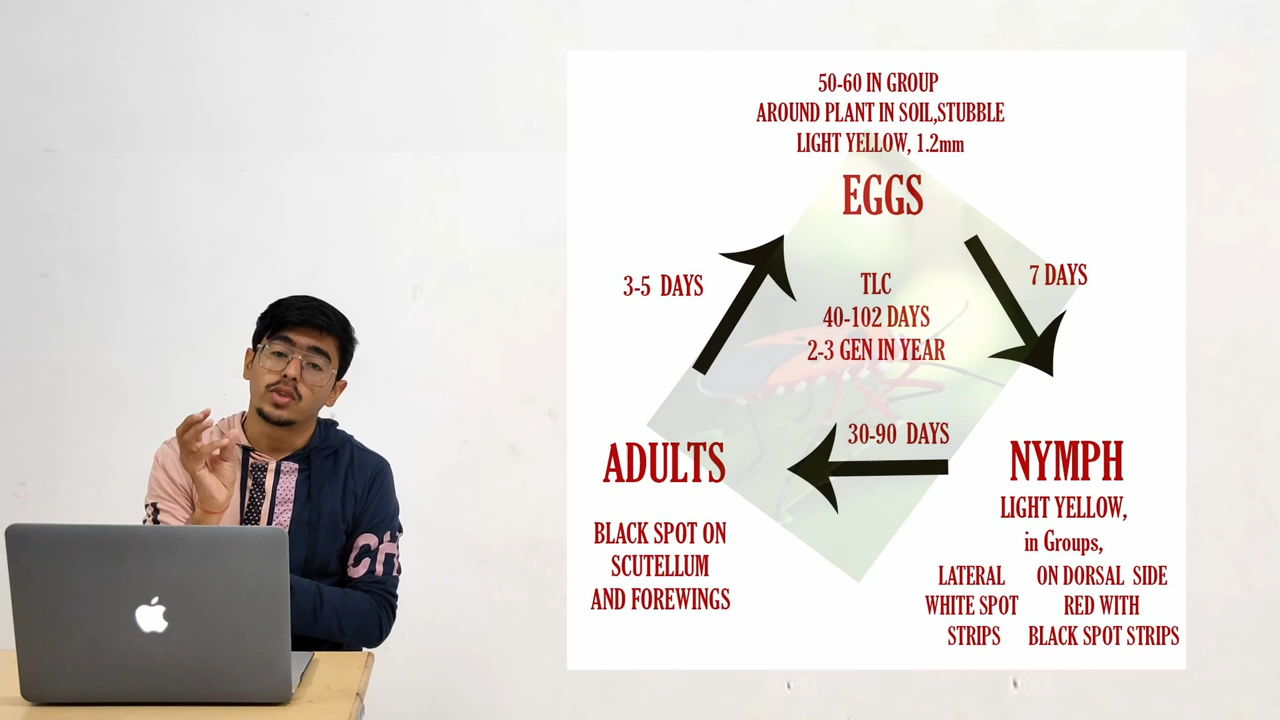 50-60 IN GROUP
AROUND PLANT IN SOIL,STUBBLE
LIGHT YELLOW, 1.2mm
EGGS
3-5 DAYS
7 DAYS
TLC
40-102 DAYS
2-3 GEN IN YEAR
30-90 DAYS
ADULTS
BLACK SPOT ON
SCUTELLUM
AND FOREWINGS
NYMPH
LIGHT YELLOW,
in Groups,
LATERAL
WHITE SPOT
STRIPS
ON DORSAL SIDE
RED WITH
BLACK SPOT STRIPS
CH